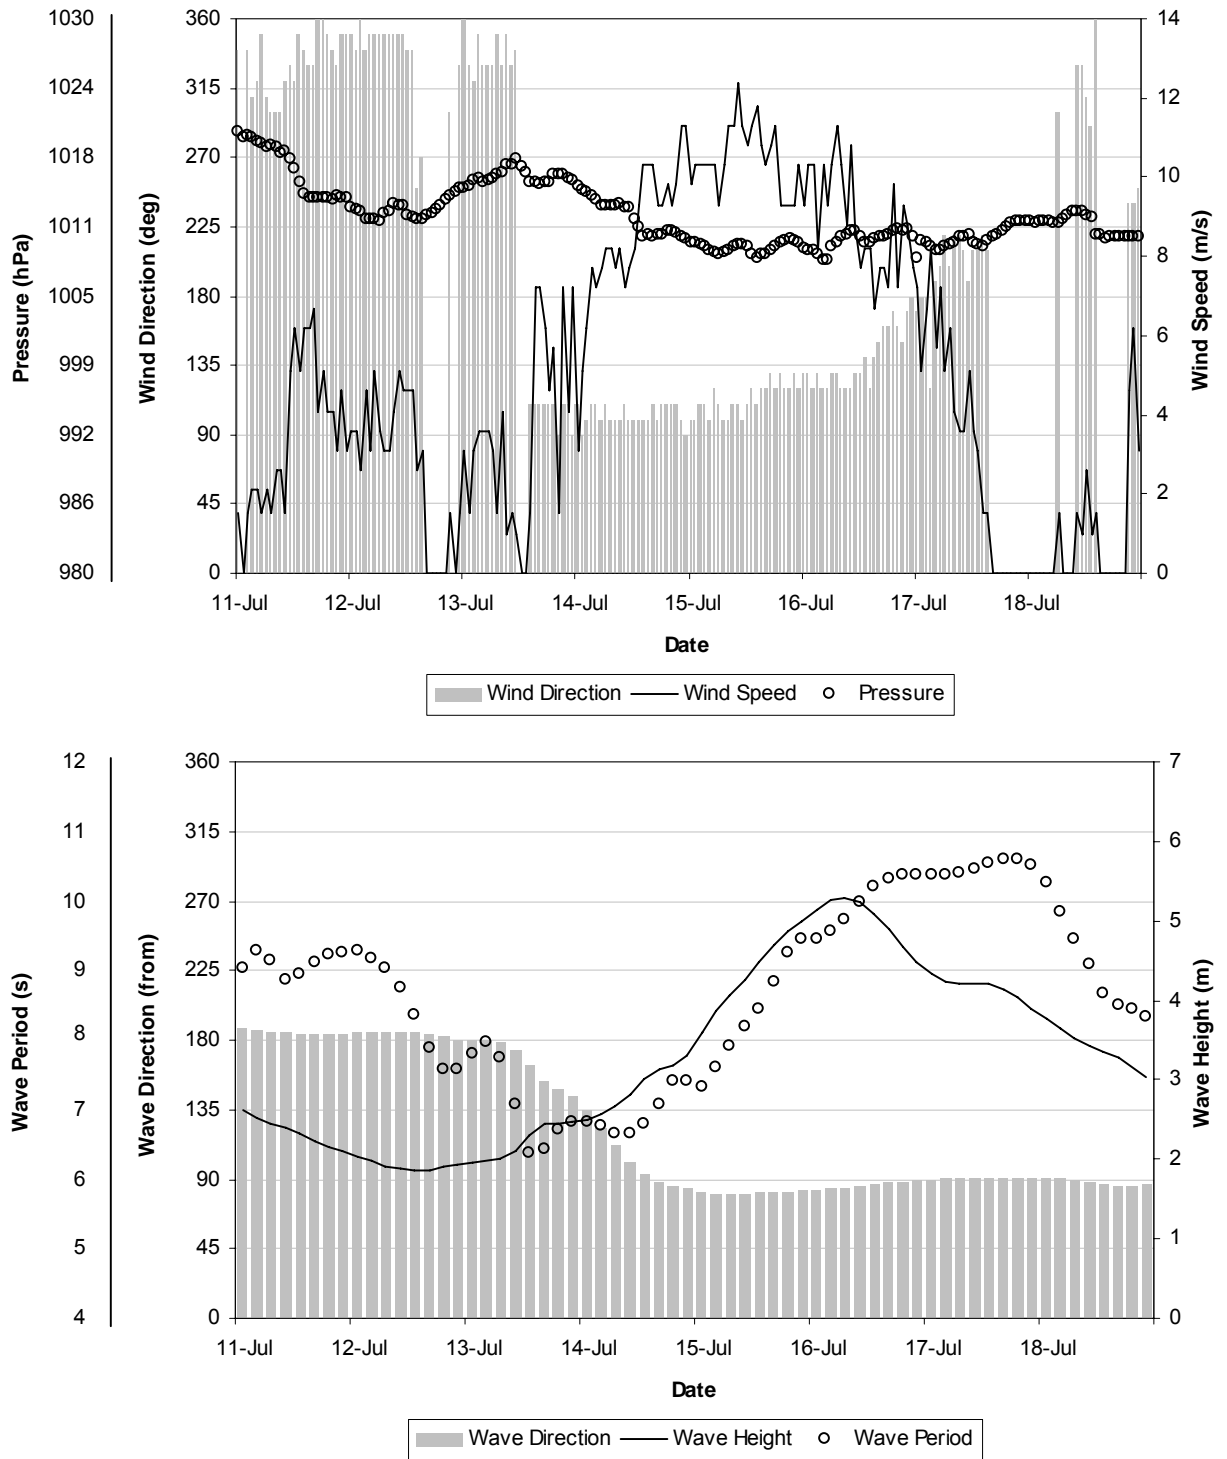 1030 360 14
1024 315 12
1018 270 10
1011 225 8
1005 180 6
999 135 4
992 90 2
986 45 0
980 0
Pressure (hPa)
Wind Direction (deg)
Wind Speed (m/s)
11-Jul 12-Jul 13-Jul 14-Jul 15-Jul 16-Jul 17-Jul 18-Jul
Date
Wind Direction Wind Speed Pressure
12 360 7
11 315 6
10 270 5
9 225 4
8 180 3
7 135 2
6 90 1
5 45 0
4 0
Wave Period (s)
Wave Direction (from)
Wave Height (m)
11-Jul 12-Jul 13-Jul 14-Jul 15-Jul 16-Jul 17-Jul 18-Jul
Date
Wave Direction Wave Height Wave Period